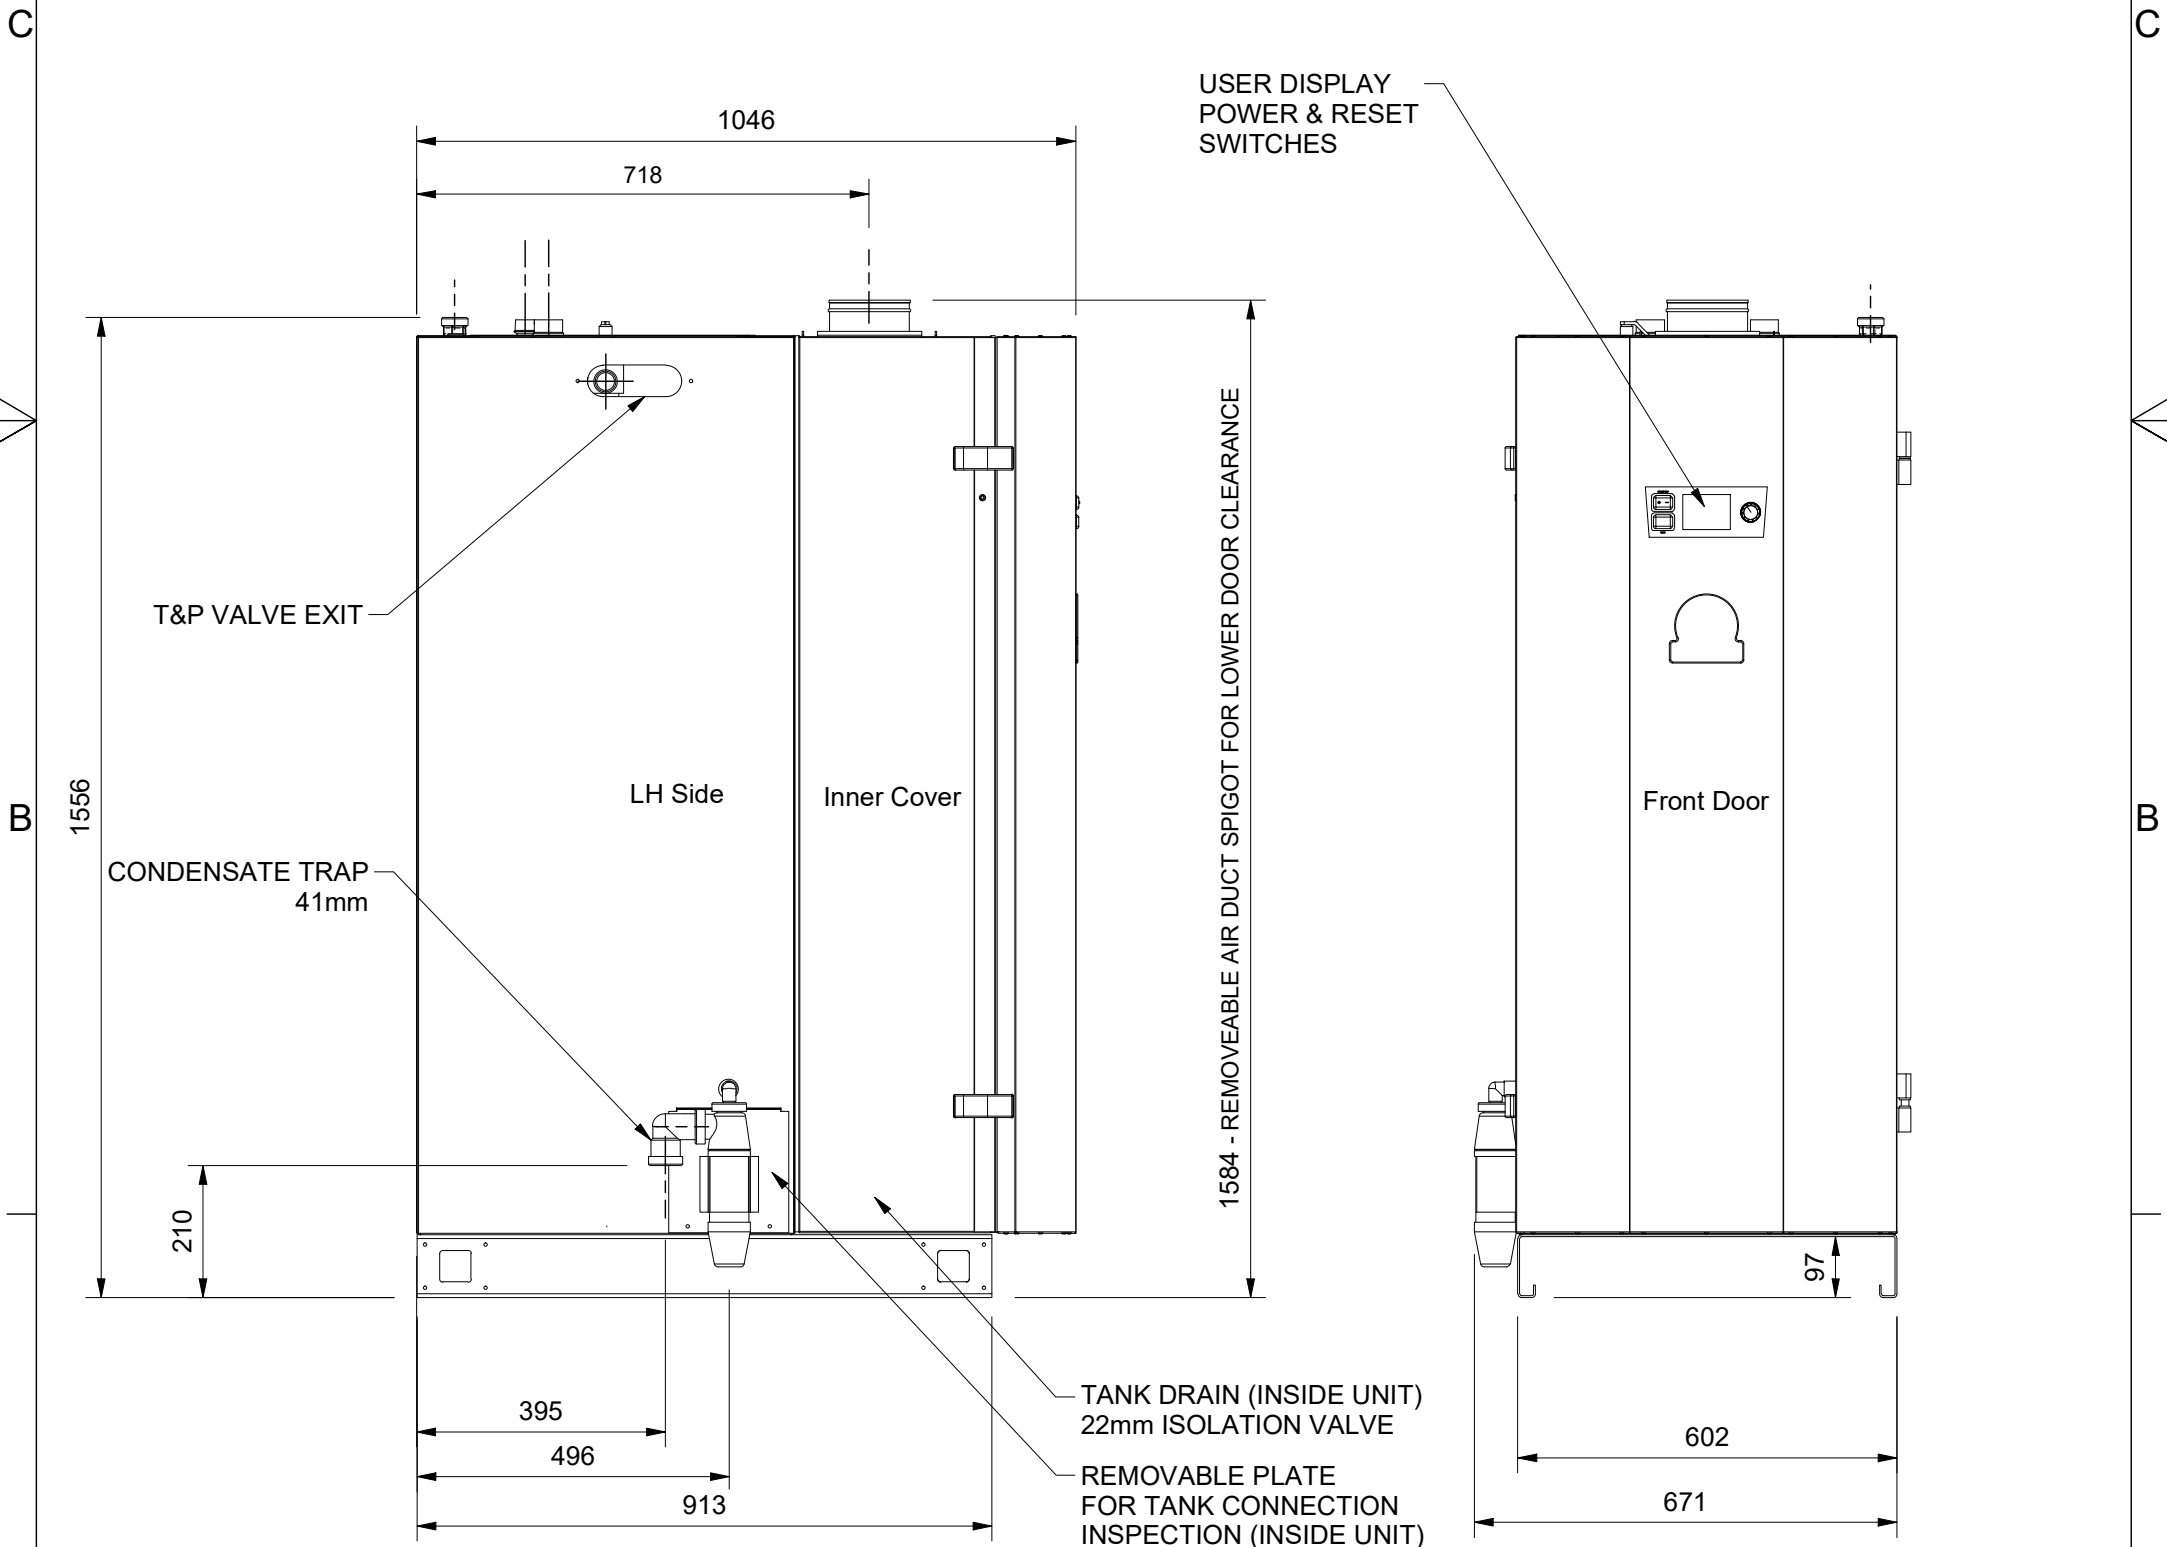 C
C
USER DISPLAY
POWER & RESET
SWITCHES
1046
718
T&P VALVE EXIT
1556
LH Side
Inner Cover
1584 - REMOVEABLE AIR DUCT SPIGOT FOR LOWER DOOR CLEARANCE
Front Door
B
B
CONDENSATE TRAP
41mm
210
97
395
496
913
TANK DRAIN (INSIDE UNIT)
22mm ISOLATION VALVE
REMOVABLE PLATE
FOR TANK CONNECTION
INSPECTION (INSIDE UNIT)
602
671